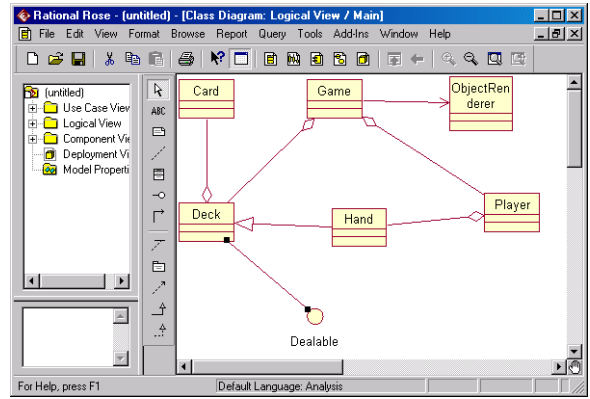 Rational Rose - (untitled) - [Class Diagram: Logical View / Main]
File Edit View Format Browse Report Query Tools Add-Ins Window Help
(untitled)
Use Case View
Logical View
Component Vie
Deployment Vi
Model Properti
ABC
Card
Game
ObjectRen
derer
Deck
Hand
Player
Dealable
For Help, press F1
Default Language: Analysis